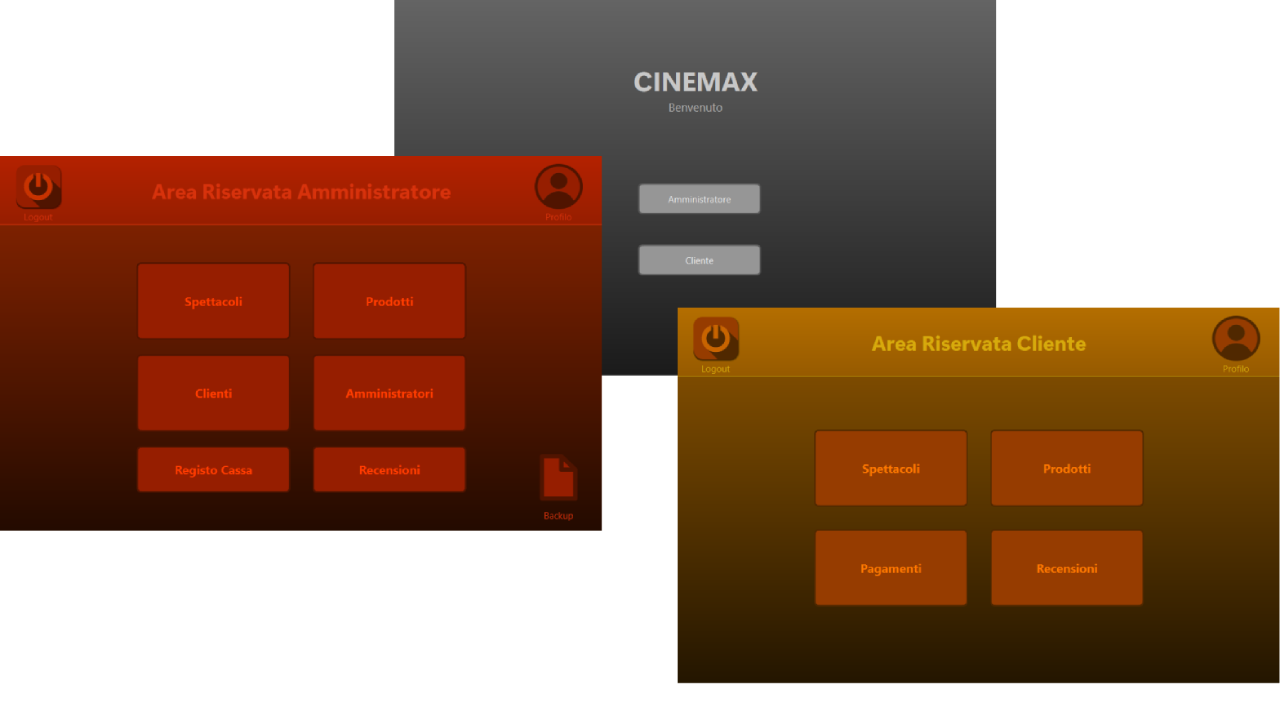 CINEMAX
Benvenuto
Amministratore
Cliente
Area Riservata Amministratore
Logout
Profilo
Spettacoli
Prodotti
Clienti
Amministratori
Registo Cassa
Recensioni
Backup
Area Riservata Cliente
Logout
Profilo
Spettacoli
Prodotti
Pagamenti
Recensioni